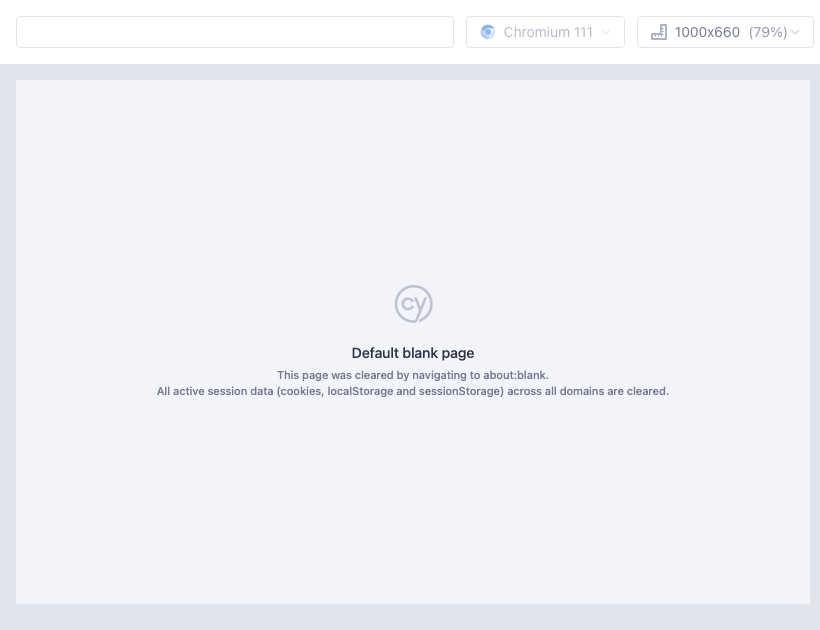 Chromium 111
1000x660 (79%)
cy
Default blank page
This page was cleared by navigating to about:blank.
All active session data (cookies, localStorage and sessionStorage) across all domains are cleared.